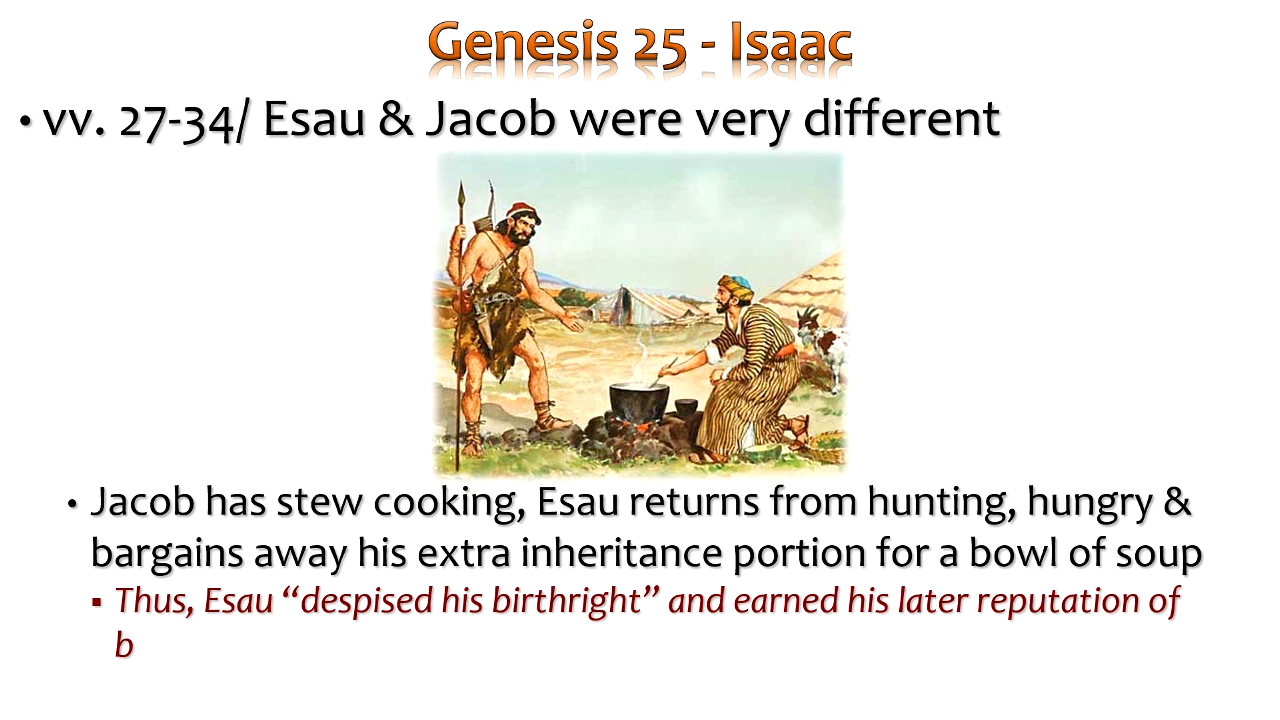 Genesis 25 - Isaac
• vv. 27-34/ Esau & Jacob were very different
• Jacob has stew cooking, Esau returns from hunting, hungry &
bargains away his extra inheritance portion for a bowl of soup
▪ Thus, Esau “despised his birthright” and earned his later reputation of
b